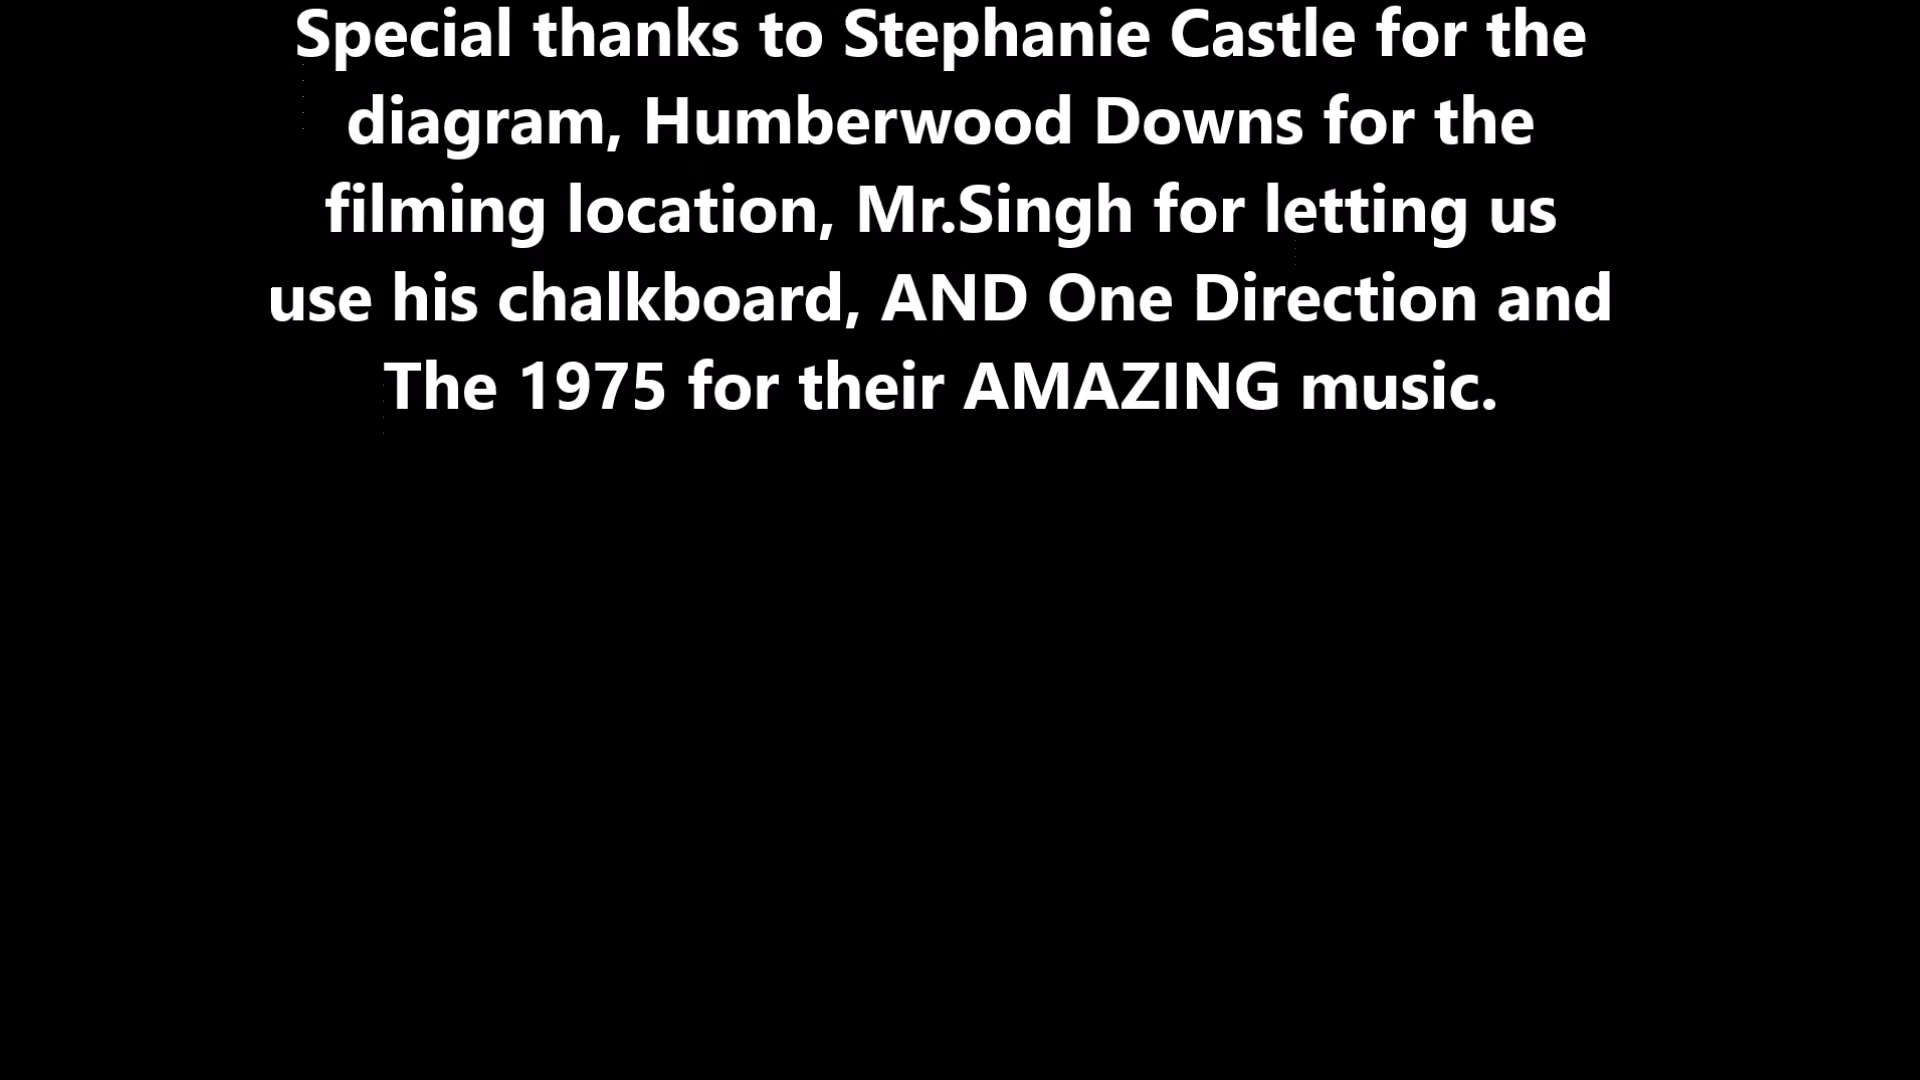 Special thanks to Stephanie Castle for the
diagram, Humberwood Downs for the
filming location, Mr.Singh for letting us
use his chalkboard, AND One Direction and
The 1975 for their AMAZING music.